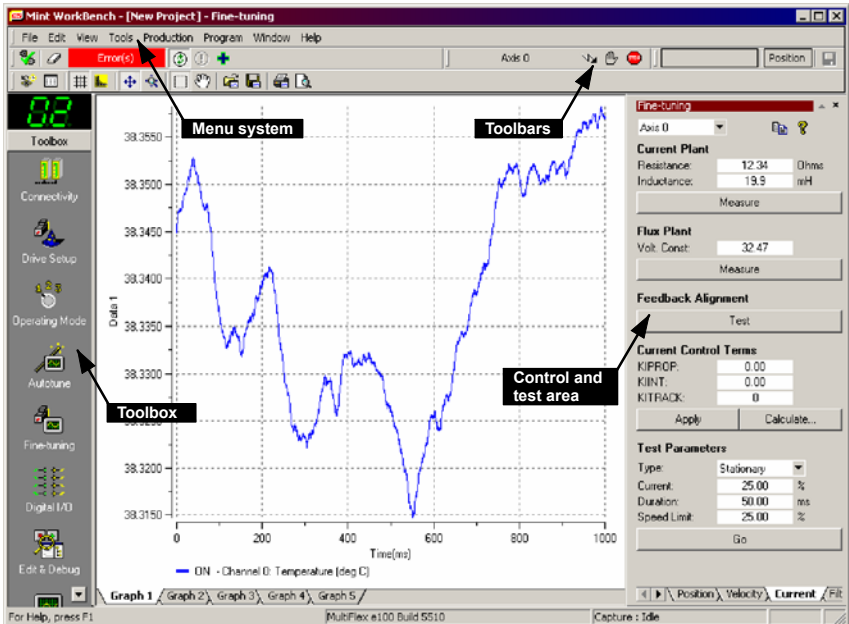 Mint WorkBench - [New Project] - Fine-tuning
File Edit View Tools Production Program Window Help
Error(s)
Axis 0
Position
02
Toolbox
Connectivity
Drive Setup
Operating Mode
Autotune
Fine-tuning
Digital I/O
Edit & Debug
Menu system
Toolbars
Toolbox
Control and
test area
Data 1
38.3550
38.3500
38.3450
38.3400
38.3350
38.3300
38.3250
38.3200
38.3150
0 200 400 600 800 1000
Time(ms)
ON - Channel 0: Temperature (deg C)
Graph 1 Graph 2 Graph 3 Graph 4 Graph 5
Fine-tuning
Axis 0
Current Plant
Resistance: 12.34 Ohms
Inductance: 19.9 mH
Measure
Flux Plant
Volt. Const: 32.47
Measure
Feedback Alignment
Test
Current Control Terms
KIPROP: 0.00
KIINT: 0.00
KITRACK: 0
Apply Calculate...
Test Parameters
Type: Stationary
Current: 25.00 %
Duration: 50.00 ms
Speed Limit: 25.00 %
Go
Position Velocity Current Filt
For Help, press F1
MultiFlex e100 Build 5510
Capture : Idle